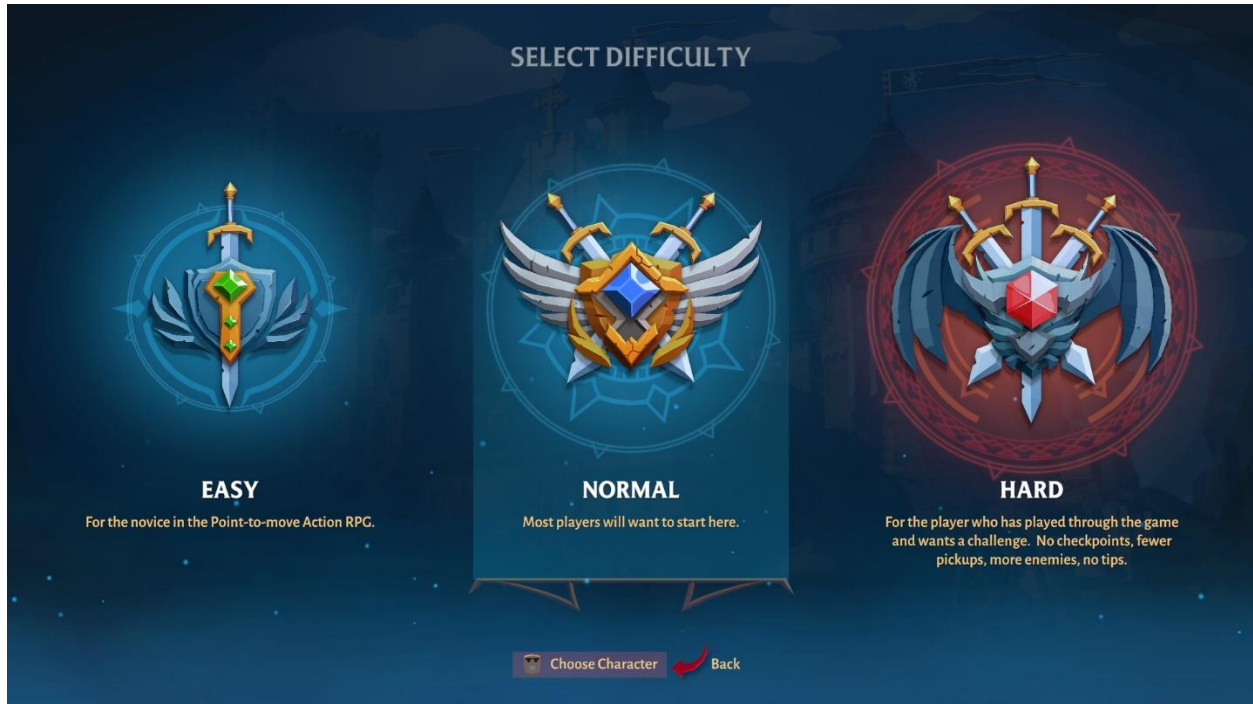 SELECT DIFFICULTY
EASY
For the novice in the Point-to-move Action RPG.
NORMAL
Most players will want to start here.
HARD
For the player who has played through the game
and wants a challenge. No checkpoints, fewer
pickups, more enemies, no tips.
Choose Character
Back